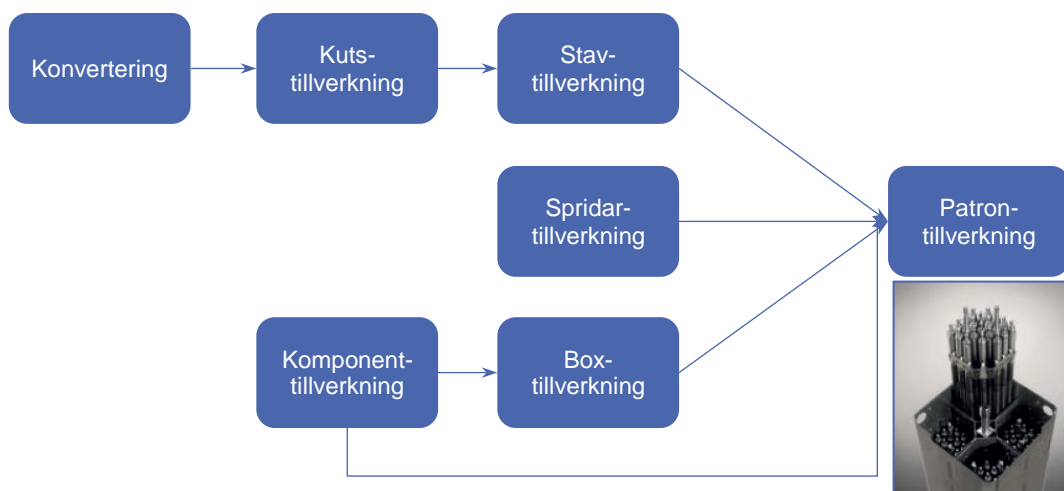 Konvertering
Kuts-
tillverkning
Stav-
tillverkning
Spridar-
tillverkning
Patron-
tillverkning
Komponent-
tillverkning
Box-
tillverkning